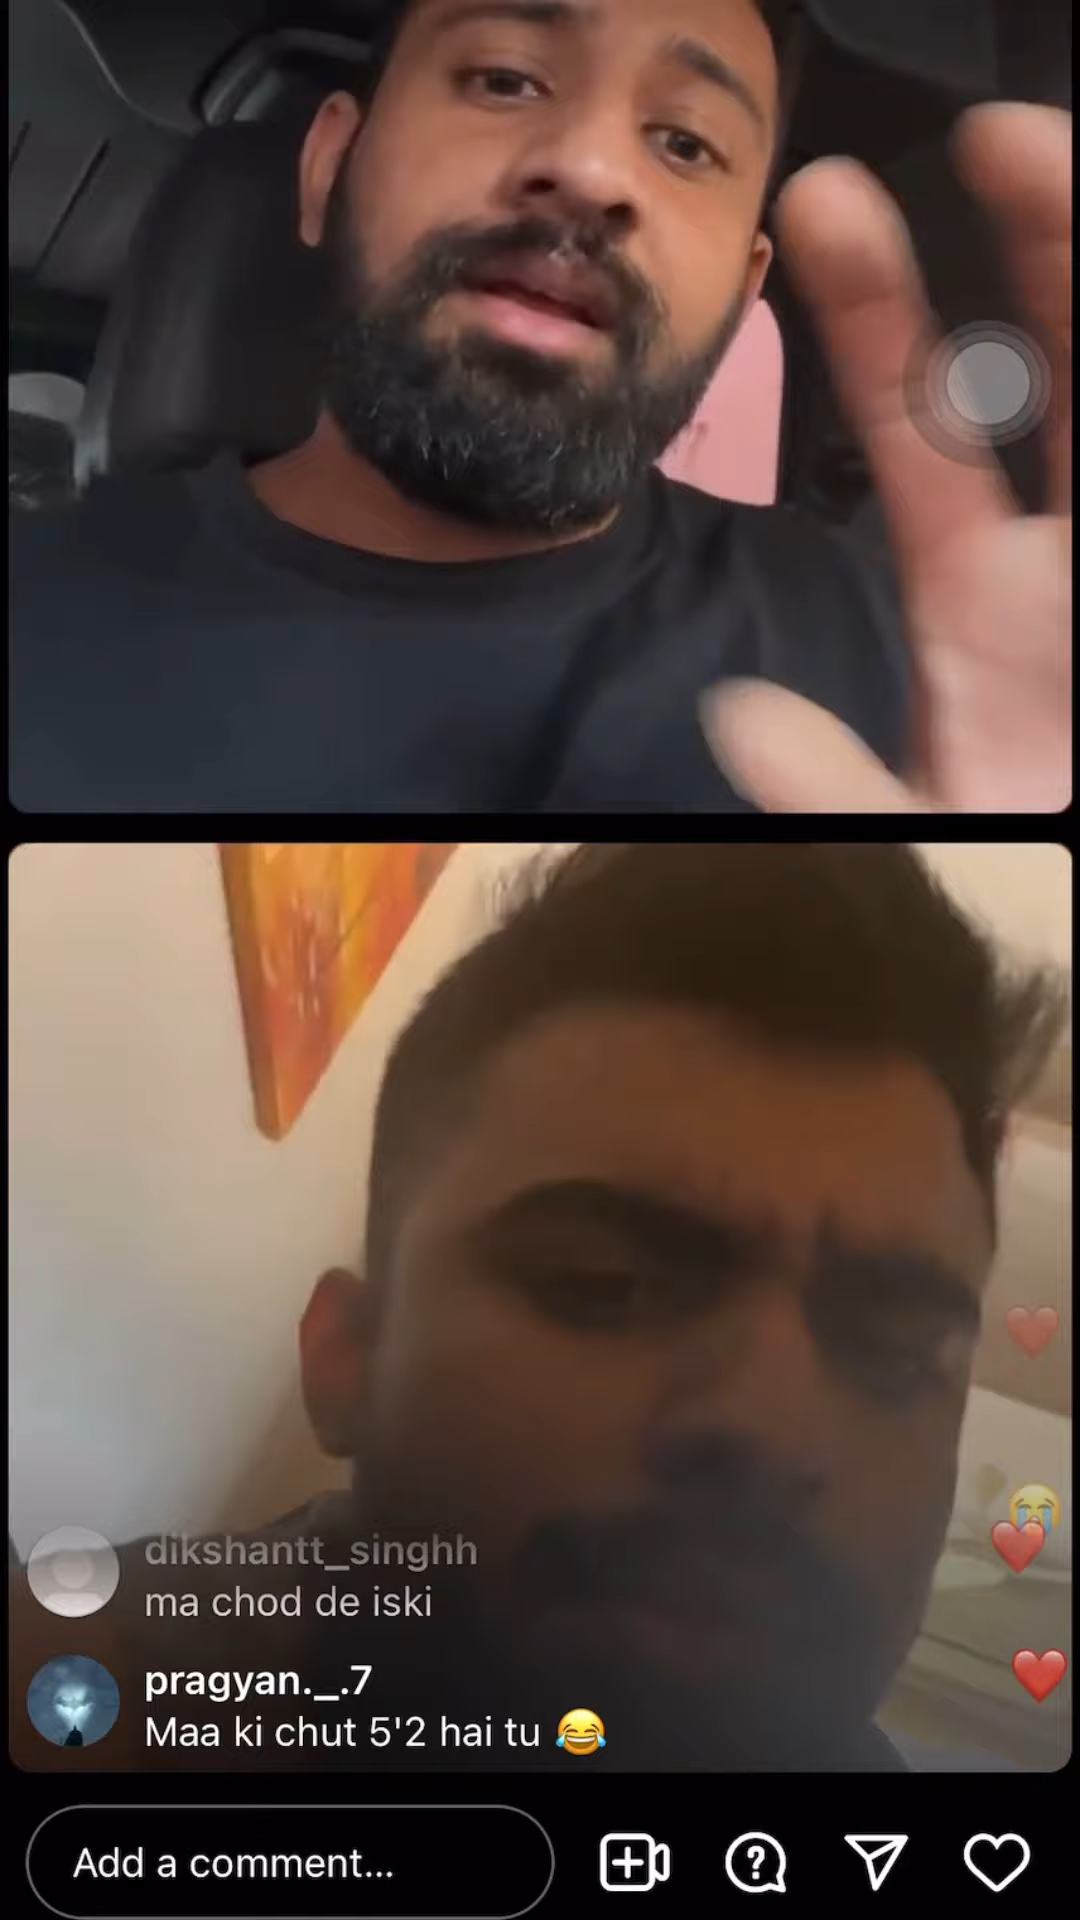 dikshantt_singhh
ma chod de iski
pragyan._.7
Maa ki chut 5'2 hai tu 😂
Add a comment...